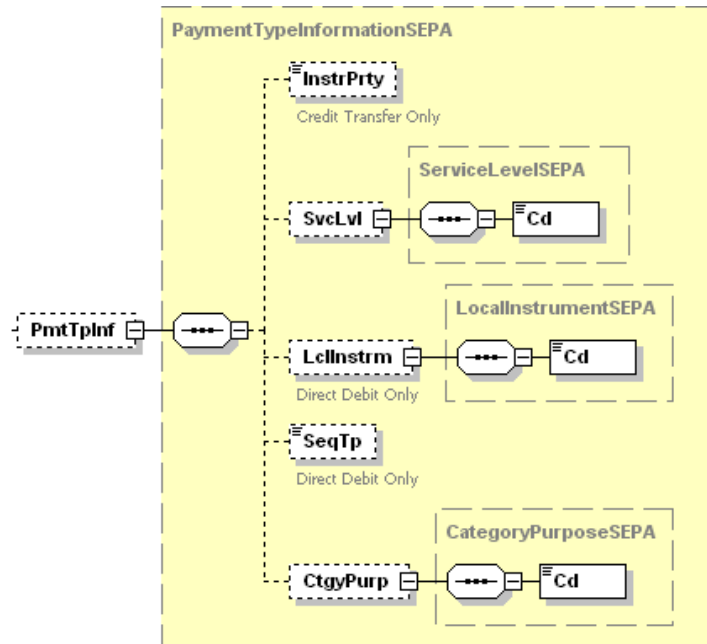 PaymentTypeInformationSEPA
InstrPrty
Credit Transfer Only
ServiceLevelSEPA
SvcLvl
Cd
LocalInstrumentSEPA
PmtTpInf
LclInstrm
Cd
Direct Debit Only
SeqTp
Direct Debit Only
CategoryPurposeSEPA
CtgyPurp
Cd